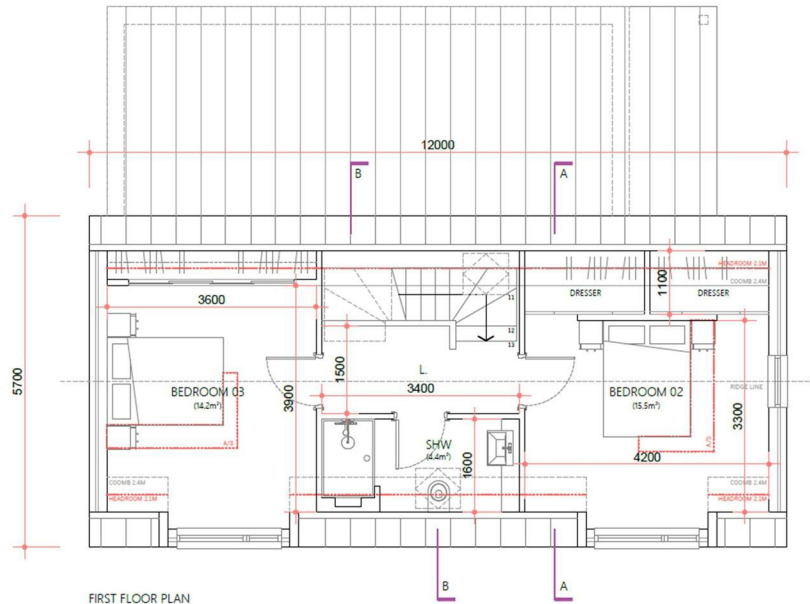 12000
B
A
HEADROOM 2.1M
COOMB 2.4M
1100
DRESSER
DRESSER
3600
11
12
13
5700
1500
L.
3400
3900
BEDROOM 03
(14.2m²)
A/S
BEDROOM 02
(15.5m²)
A/S
RIDGE LINE
3300
SHW
(4.4m²)
1600
4200
COOMB 2.4M
HEADROOM 2.1M
COOMB 2.4M
HEADROOM 2.1M
B
A
FIRST FLOOR PLAN